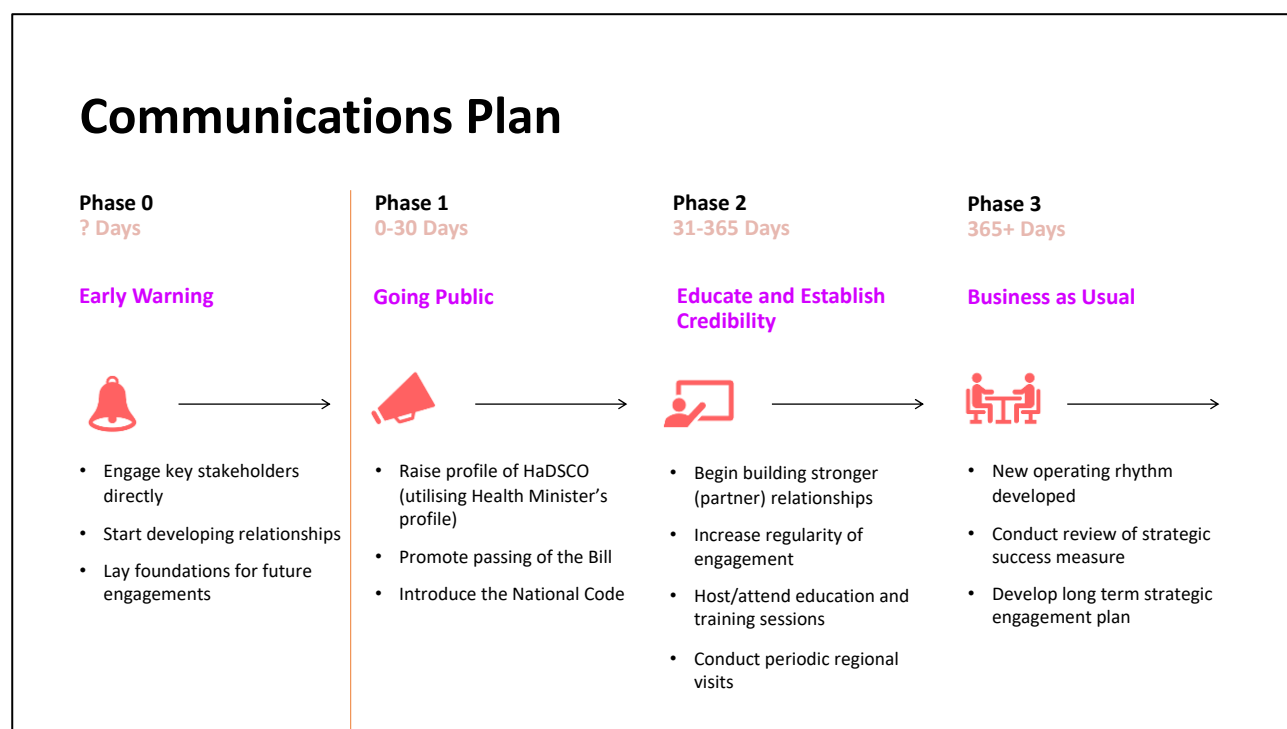 Communications Plan
Phase 0
? Days
Early Warning
• Engage key stakeholders
directly
• Start developing relationships
• Lay foundations for future
engagements
Phase 1
0-30 Days
Going Public
• Raise profile of HaDSCO
(utilising Health Minister’s
profile)
• Promote passing of the Bill
• Introduce the National Code
Phase 2
31-365 Days
Educate and Establish
Credibility
• Begin building stronger
(partner) relationships
• Increase regularity of
engagement
• Host/attend education and
training sessions
• Conduct periodic regional
visits
Phase 3
365+ Days
Business as Usual
• New operating rhythm
developed
• Conduct review of strategic
success measure
• Develop long term strategic
engagement plan